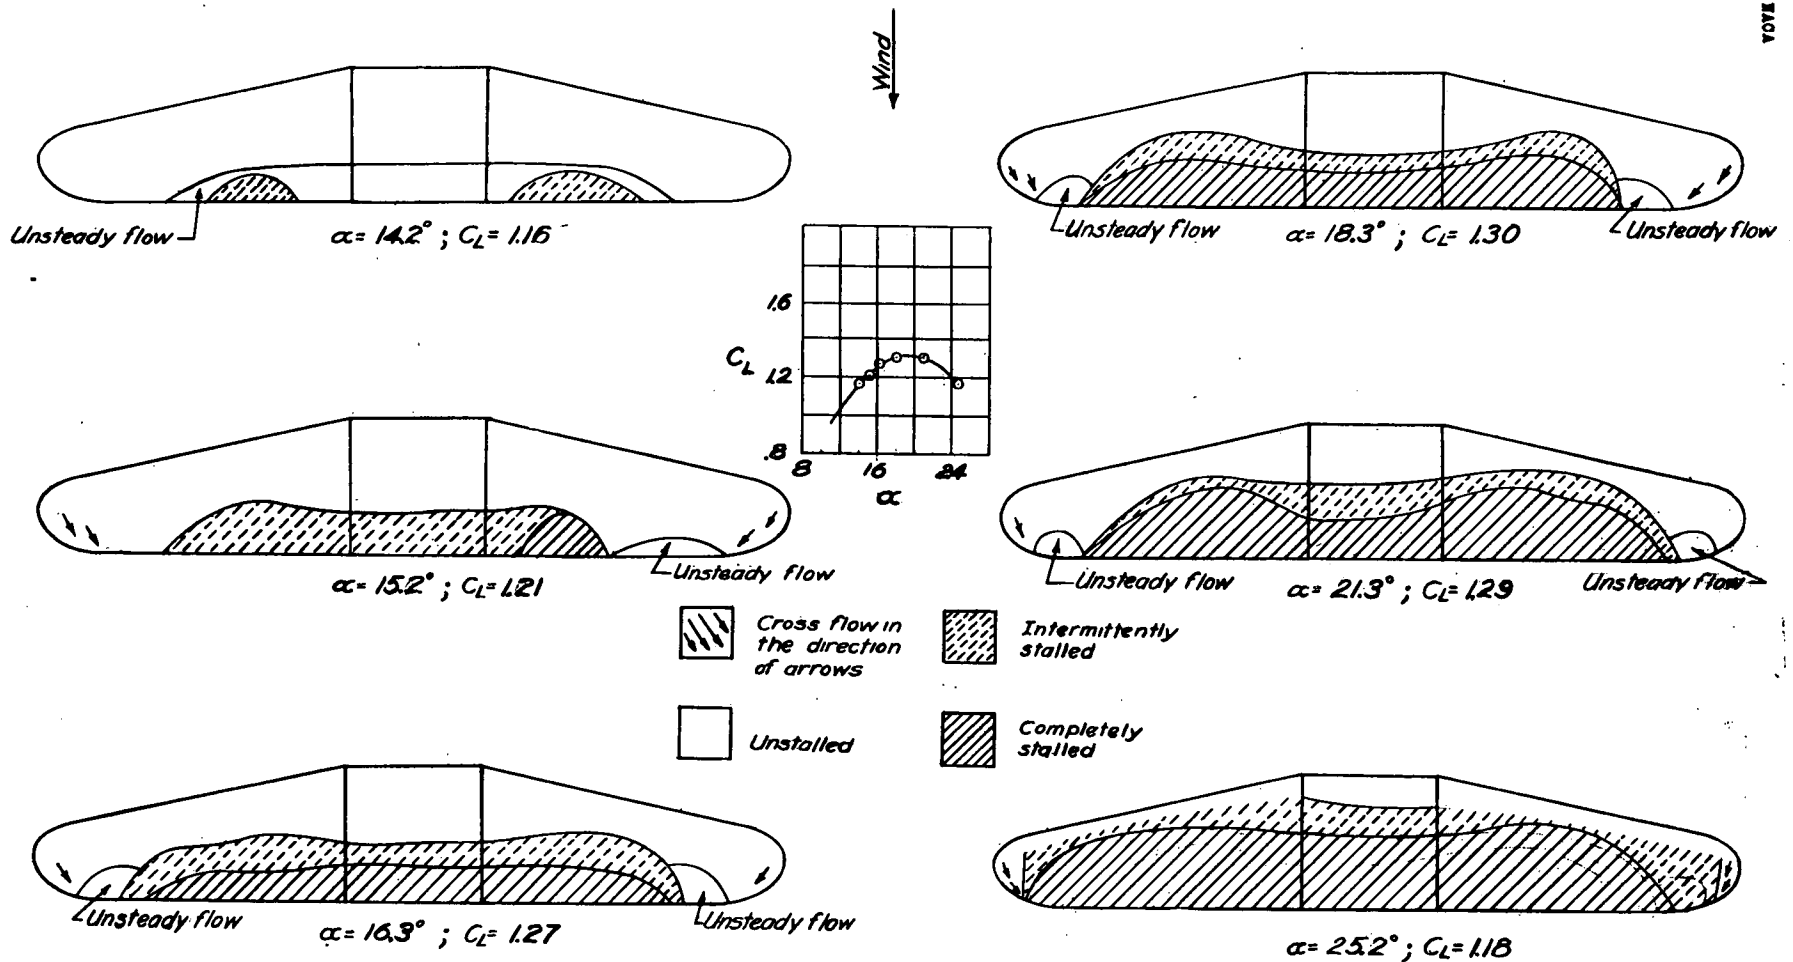 NACA
Wind
Unsteady flow
α= 14.2° ; CL= 1.16
Unsteady flow
α= 18.3° ; CL= 1.30
Unsteady flow
1.6
CL
1.2
.8
8
16
24
α
α= 15.2° ; CL= 1.21
Unsteady flow
Unsteady flow
α= 21.3° ; CL= 1.29
Unsteady flow
Cross flow in
the direction
of arrows
Intermittently
stalled
Unstalled
Completely
stalled
Unsteady flow
α= 16.3° ; CL= 1.27
Unsteady flow
α= 25.2° ; CL= 1.18